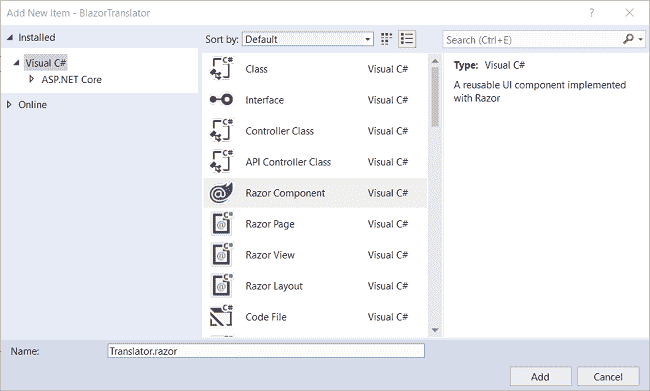 Add New Item - BlazorTranslator
Installed
Visual C#
ASP.NET Core
Online
Sort by: Default
Search (Ctrl+E)
Class Visual C#
Interface Visual C#
Controller Class Visual C#
API Controller Class Visual C#
Razor Component Visual C#
Razor Page Visual C#
Razor View Visual C#
Razor Layout Visual C#
Code File Visual C#
Type: Visual C#
A reusable UI component implemented
with Razor
Name: Translator.razor
Add Cancel